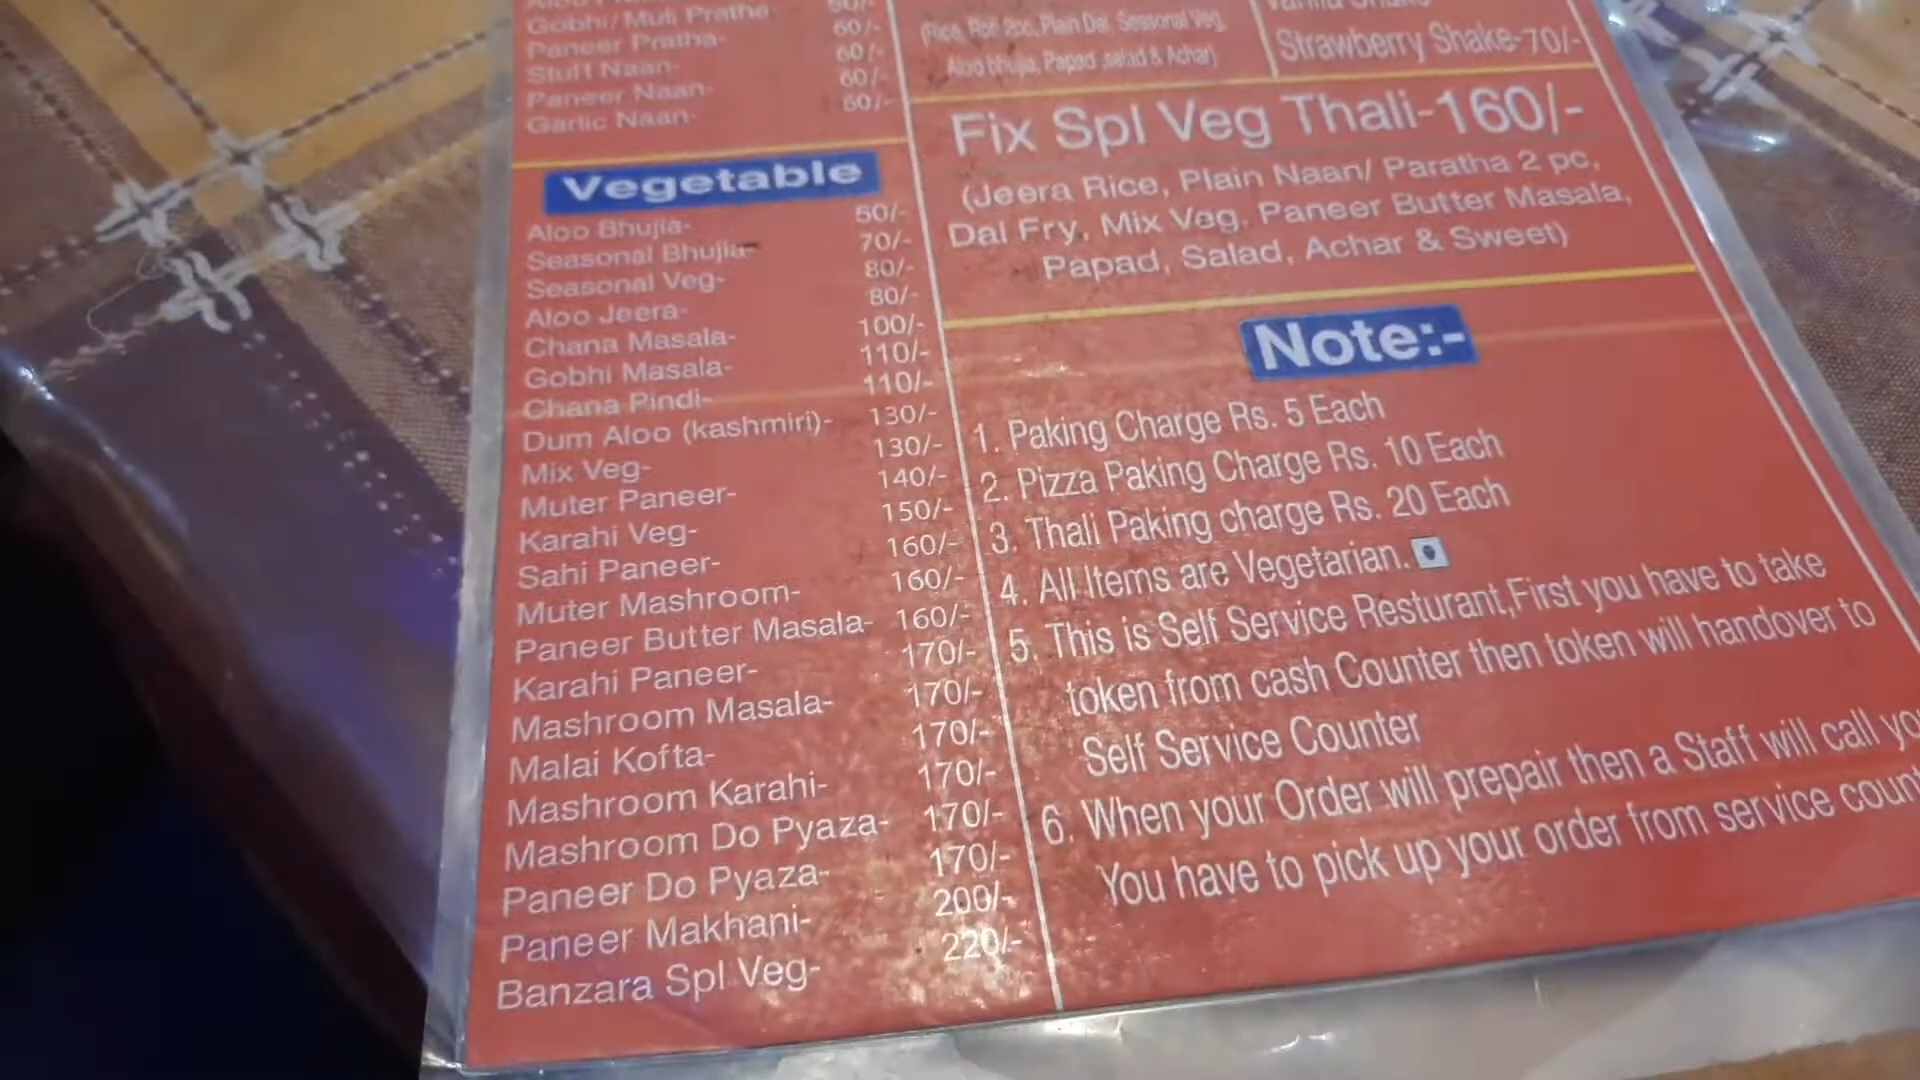 Gobhi/Muli Pratha-
Paneer Pratha- 60/-
Stuff Naan- 60/-
Paneer Naan- 60/-
Garlic Naan- 60/-
Vegetable
Aloo Bhujia- 50/-
Seasonal Bhujia- 70/-
Seasonal Veg- 80/-
Aloo Jeera- 80/-
Chana Masala- 100/-
Gobhi Masala- 110/-
Chana Pindi- 110/-
Dum Aloo (kashmiri)- 130/-
Mix Veg- 130/-
Muter Paneer- 140/-
Karahi Veg- 150/-
Sahi Paneer- 160/-
Muter Mashroom- 160/-
Paneer Butter Masala- 160/-
Karahi Paneer- 170/-
Mashroom Masala- 170/-
Malai Kofta- 170/-
Mashroom Karahi- 170/-
Mashroom Do Pyaza- 170/-
Paneer Do Pyaza- 170/-
Paneer Makhani- 200/-
Banzara Spl Veg- 220/-
(Rice, Roti 2pc, Plain Dal, Seasonal Veg,
Aloo bhujia, Papad ,salad & Achar)
Strawberry Shake-70/-
Fix Spl Veg Thali-160/-
(Jeera Rice, Plain Naan/ Paratha 2 pc,
Dal Fry, Mix Veg, Paneer Butter Masala,
Papad, Salad, Achar & Sweet)
Note:-
1. Paking Charge Rs. 5 Each
2. Pizza Paking Charge Rs. 10 Each
3. Thali Paking charge Rs. 20 Each
4. All Items are Vegetarian.
5. This is Self Service Resturant,First you have to take
token from cash Counter then token will handover to
Self Service Counter
6. When your Order will prepair then a Staff will call you
You have to pick up your order from service